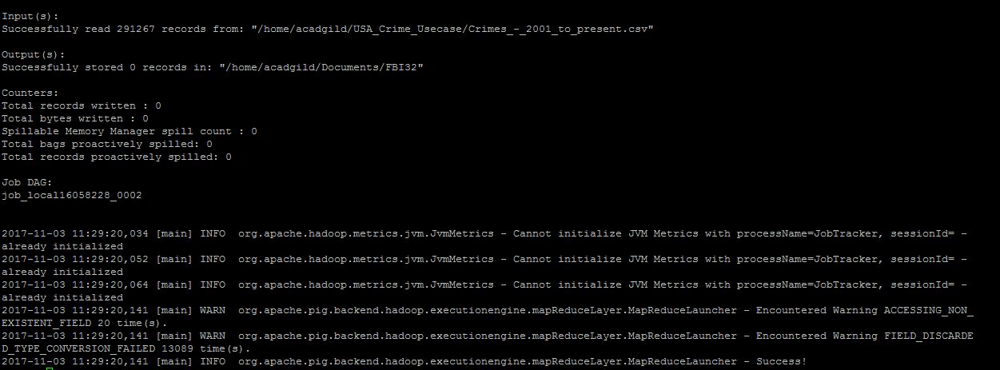 Input(s):
Successfully read 291267 records from: "/home/acadgild/USA_Crime_Usecase/Crimes_-_2001_to_present.csv"
Output(s):
Successfully stored 0 records in: "/home/acadgild/Documents/FBI32"
Counters:
Total records written : 0
Total bytes written : 0
Spillable Memory Manager spill count : 0
Total bags proactively spilled: 0
Total records proactively spilled: 0
Job DAG:
job_local16058228_0002
2017-11-03 11:29:20,034 [main] INFO  org.apache.hadoop.metrics.jvm.JvmMetrics - Cannot initialize JVM Metrics with processName=JobTracker, sessionId= -
already initialized
2017-11-03 11:29:20,052 [main] INFO  org.apache.hadoop.metrics.jvm.JvmMetrics - Cannot initialize JVM Metrics with processName=JobTracker, sessionId= -
already initialized
2017-11-03 11:29:20,064 [main] INFO  org.apache.hadoop.metrics.jvm.JvmMetrics - Cannot initialize JVM Metrics with processName=JobTracker, sessionId= -
already initialized
2017-11-03 11:29:20,141 [main] WARN  org.apache.pig.backend.hadoop.executionengine.mapReduceLayer.MapReduceLauncher - Encountered Warning ACCESSING_NON_
EXISTENT_FIELD 20 time(s).
2017-11-03 11:29:20,141 [main] WARN  org.apache.pig.backend.hadoop.executionengine.mapReduceLayer.MapReduceLauncher - Encountered Warning FIELD_DISCARDE
D_TYPE_CONVERSION_FAILED 13089 time(s).
2017-11-03 11:29:20,141 [main] INFO  org.apache.pig.backend.hadoop.executionengine.mapReduceLayer.MapReduceLauncher - Success!